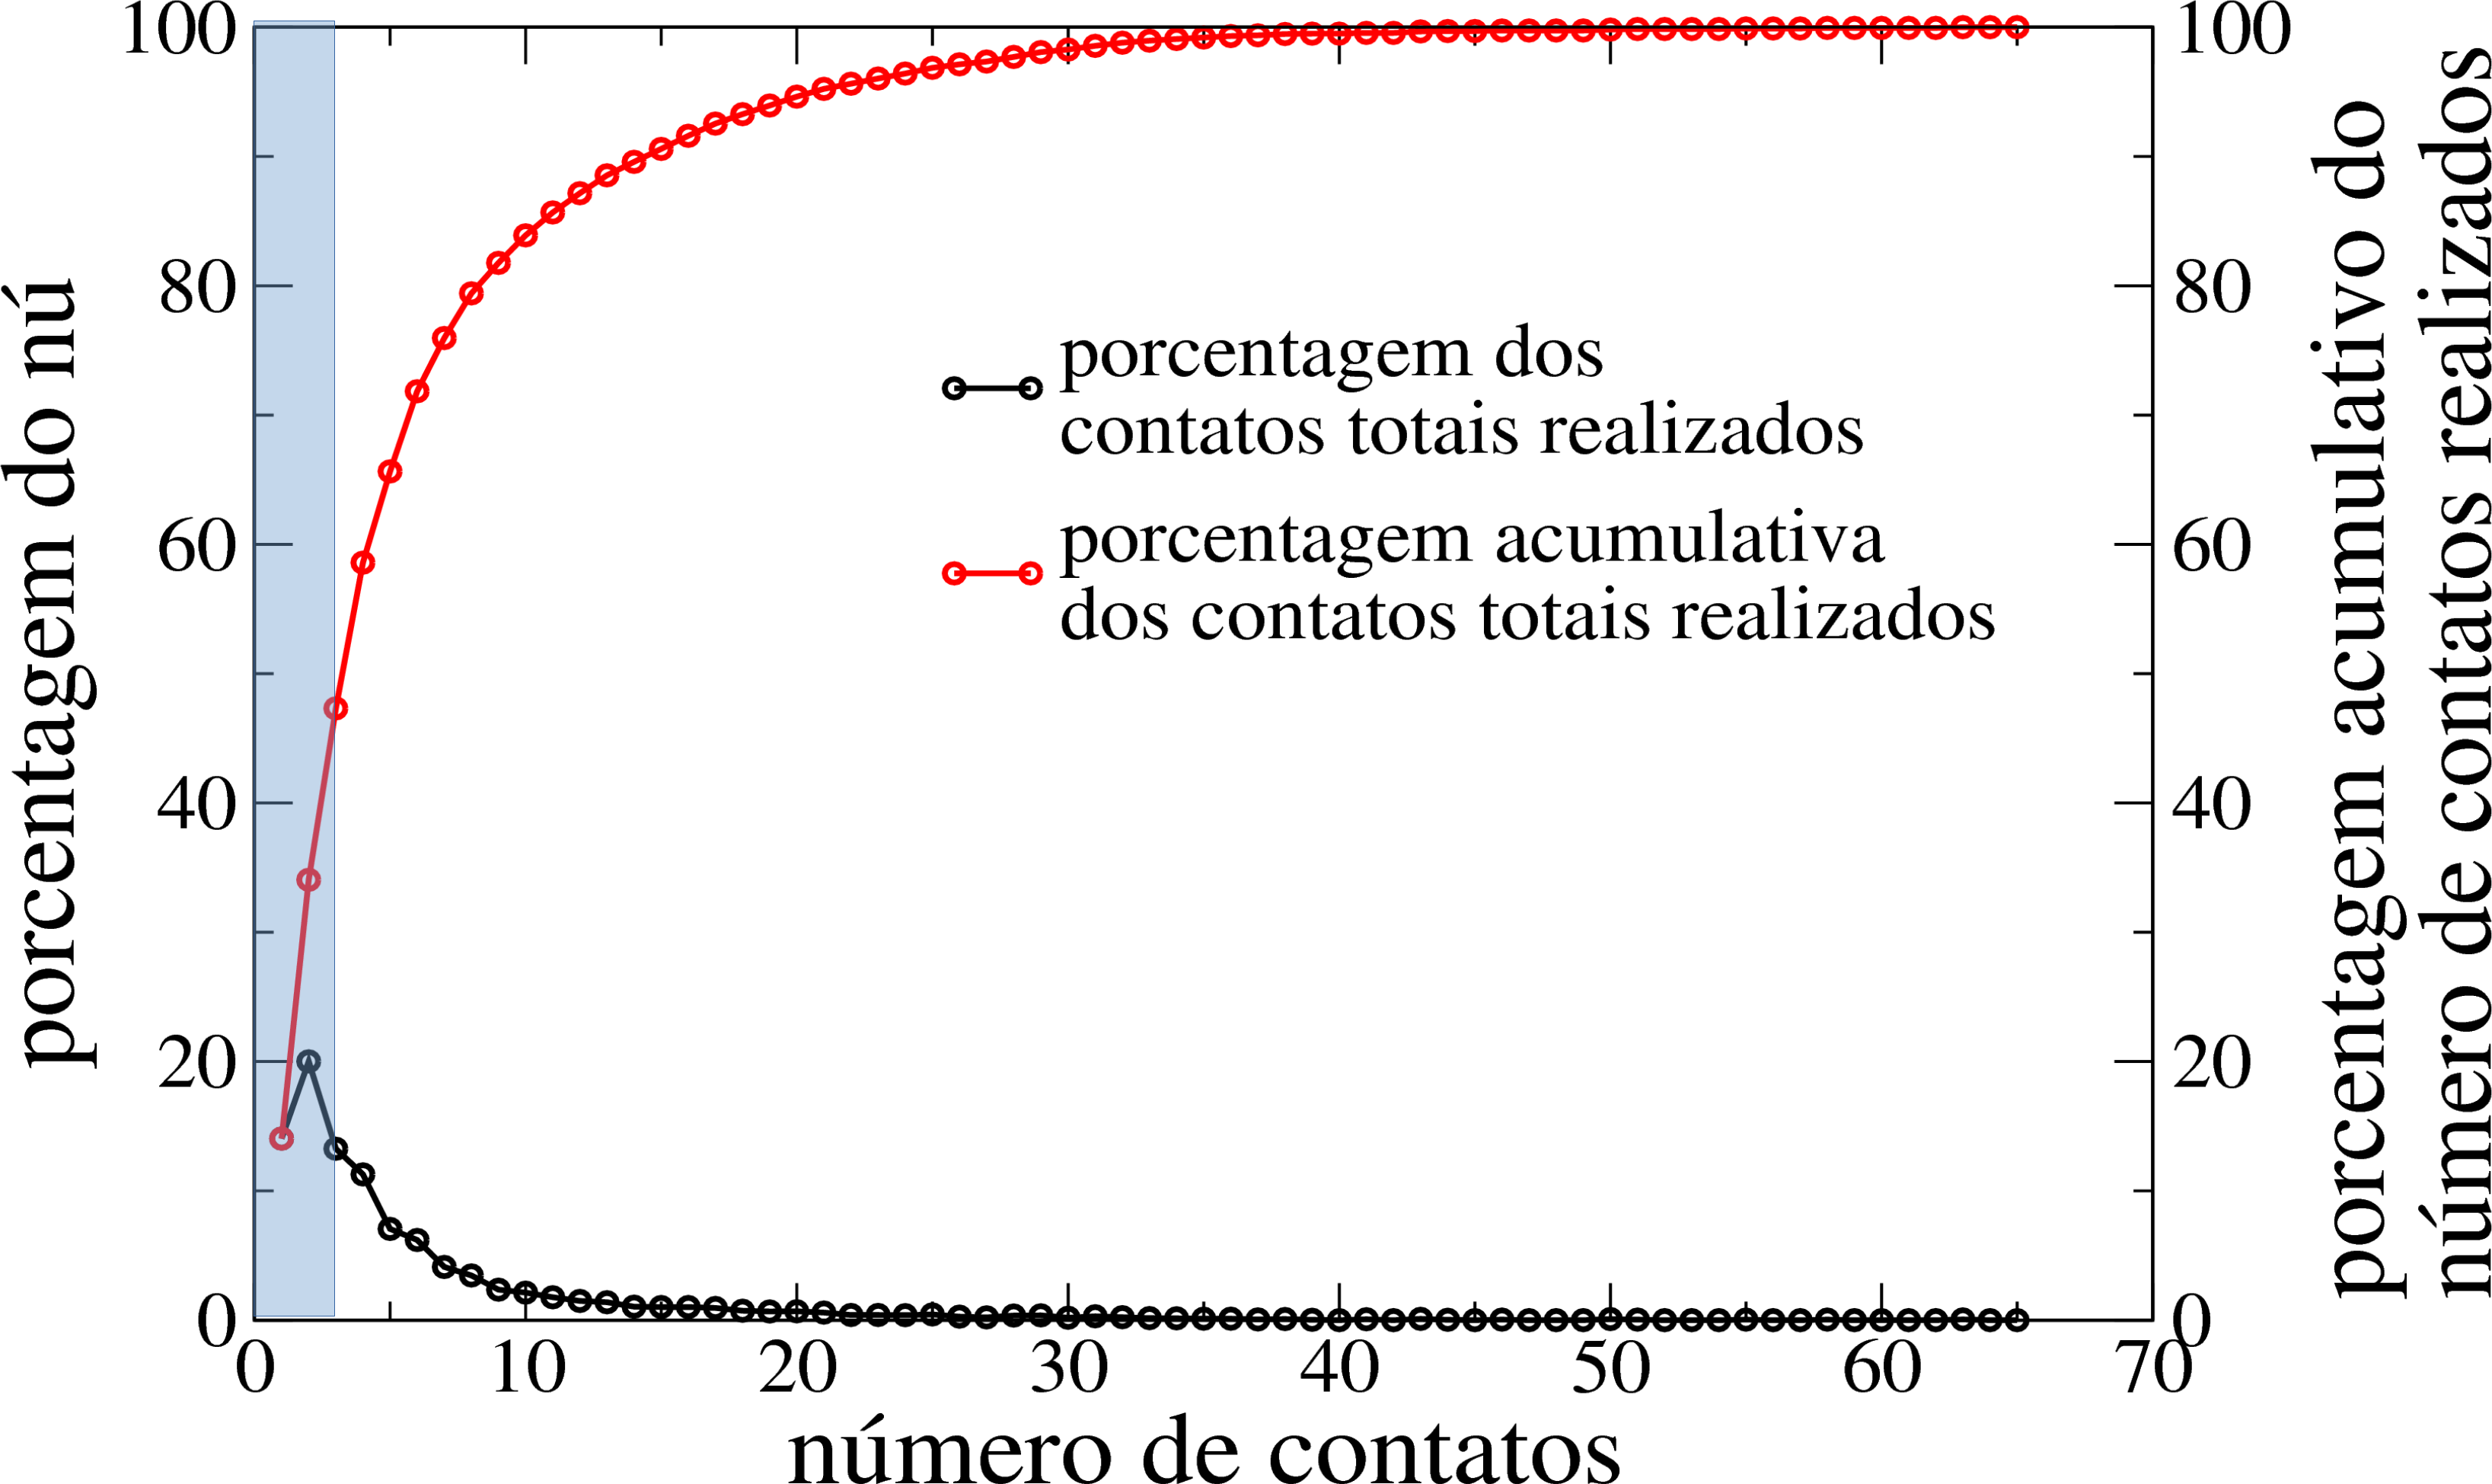 porcentagem do nú
100
80
60
40
20
0
porcentagem dos
contatos totais realizados
porcentagem acumulativa
dos contatos totais realizados
100
80
60
40
20
0
porcentagem acumulativo do
número de contatos realizados
0 10 20 30 40 50 60 70
número de contatos